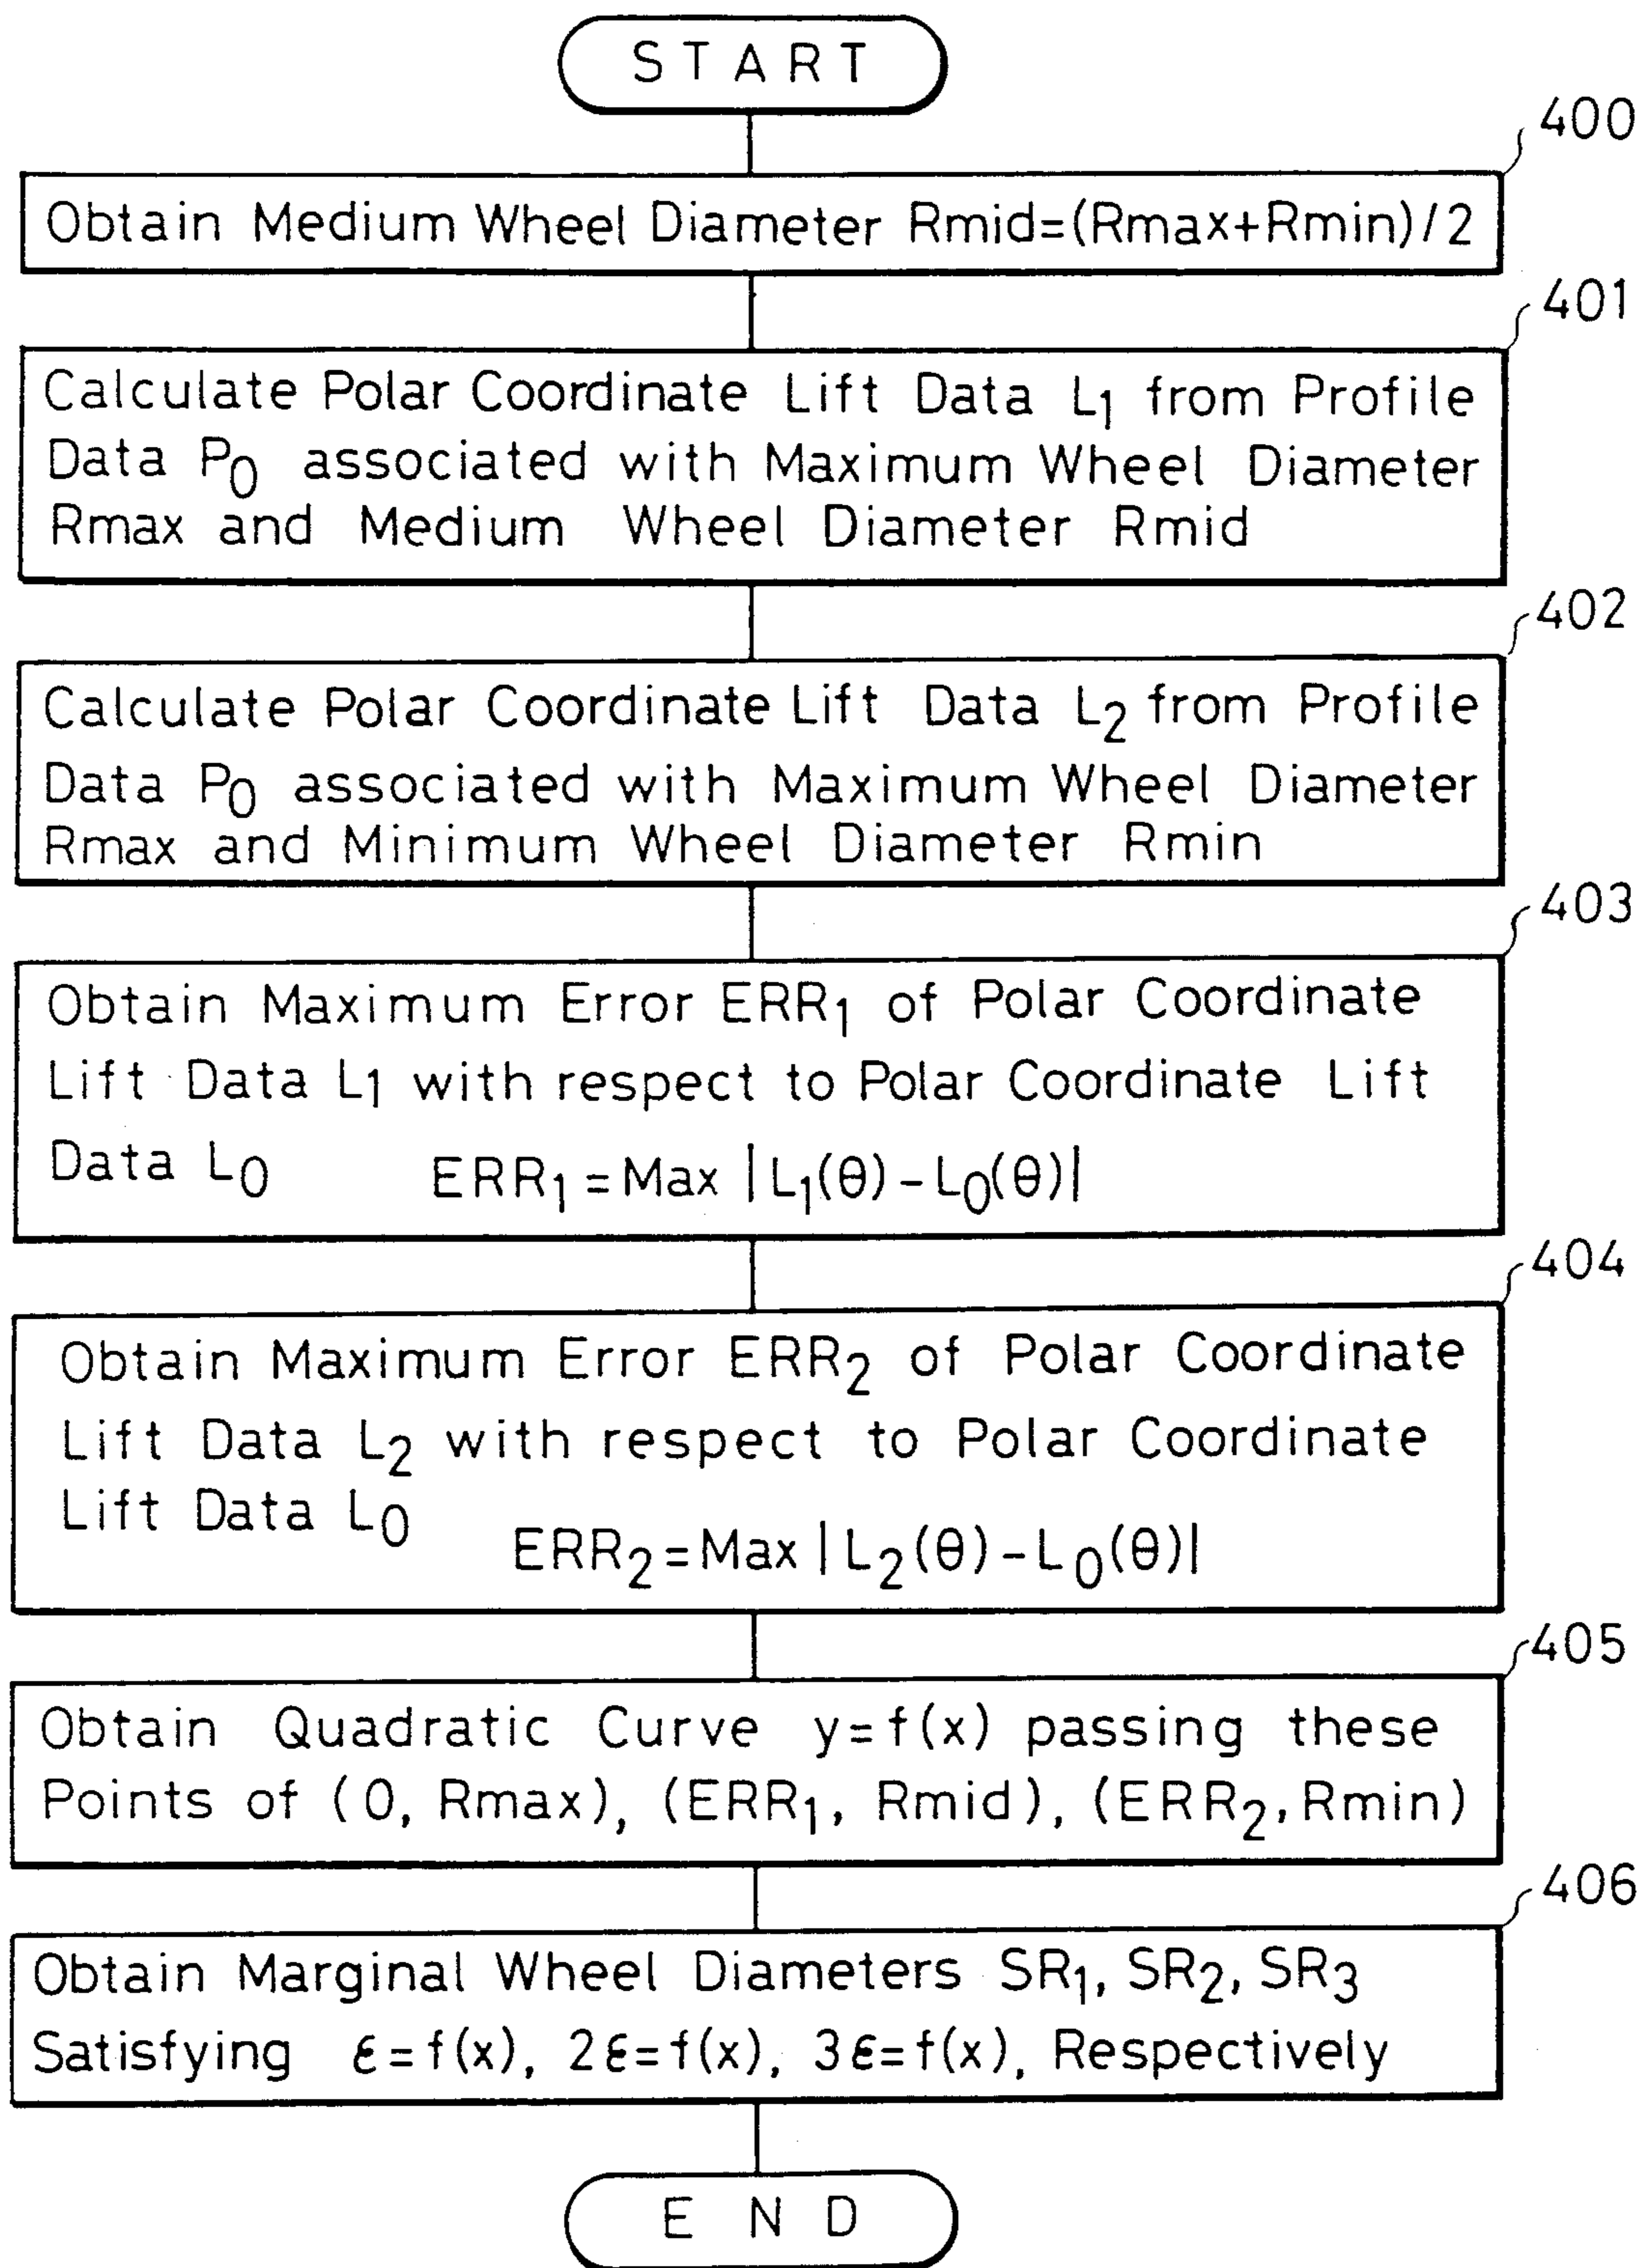 START
400
Obtain Medium Wheel Diameter Rmid=(Rmax+Rmin)/2
401
Calculate Polar Coordinate Lift Data L₁ from Profile
Data P₀ associated with Maximum Wheel Diameter
Rmax and Medium Wheel Diameter Rmid
402
Calculate Polar Coordinate Lift Data L₂ from Profile
Data P₀ associated with Maximum Wheel Diameter
Rmax and Minimum Wheel Diameter Rmin
403
Obtain Maximum Error ERR₁ of Polar Coordinate
Lift Data L₁ with respect to Polar Coordinate Lift
Data L₀ ERR₁=Max |L₁(θ)-L₀(θ)|
404
Obtain Maximum Error ERR₂ of Polar Coordinate
Lift Data L₂ with respect to Polar Coordinate
Lift Data L₀ ERR₂=Max|L₂(θ)-L₀(θ)|
405
Obtain Quadratic Curve y=f(x) passing these
Points of (0, Rmax), (ERR₁, Rmid), (ERR₂,Rmin)
406
Obtain Marginal Wheel Diameters SR₁, SR₂, SR₃
Satisfying ε=f(x), 2ε=f(x), 3ε=f(x), Respectively
END